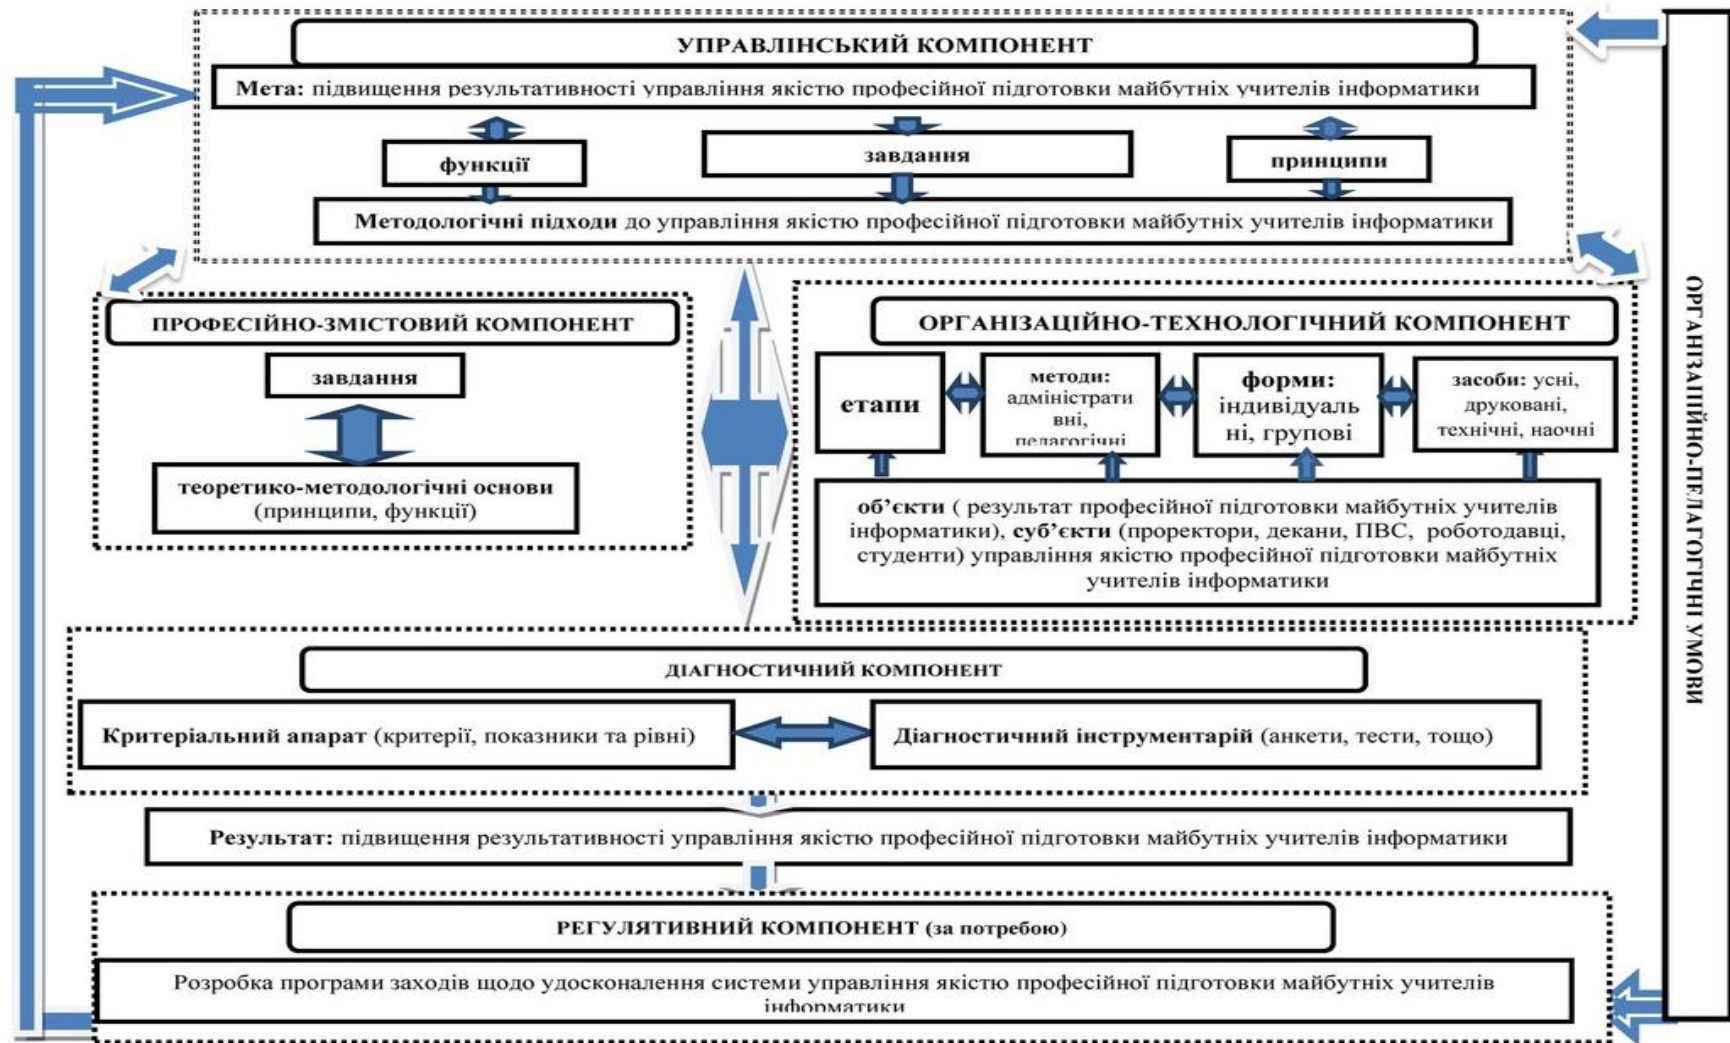 УПРАВЛІНСЬКИЙ КОМПОНЕНТ
Мета: підвищення результативності управління якістю професійної підготовки майбутніх учителів інформатики
функції
завдання
принципи
Методологічні підходи до управління якістю професійної підготовки майбутніх учителів інформатики
ПРОФЕСІЙНО-ЗМІСТОВИЙ КОМПОНЕНТ
завдання
теоретико-методологічні основи
(принципи, функції)
ОРГАНІЗАЦІЙНО-ТЕХНОЛОГІЧНИЙ КОМПОНЕНТ
етапи
методи:
адміністрати
вні,
педагогічні
форми:
індивідуаль
ні, групові
засоби: усні,
друковані,
технічні, наочні
об’єкти ( результат професійної підготовки майбутніх учителів
інформатики), суб’єкти (проректори, декани, ПВС, роботодавці,
студенти) управління якістю професійної підготовки майбутніх
учителів інформатики
ДІАГНОСТИЧНИЙ КОМПОНЕНТ
Критеріальний апарат (критерії, показники та рівні)
Діагностичний інструментарій (анкети, тести, тощо)
Результат: підвищення результативності управління якістю професійної підготовки майбутніх учителів інформатики
РЕГУЛЯТИВНИЙ КОМПОНЕНТ (за потребою)
Розробка програми заходів щодо удосконалення системи управління якістю професійної підготовки майбутніх учителів
інформатики
ОРГАНІЗАЦІЙНО-ПЕДАГОГІЧНІ УМОВИ